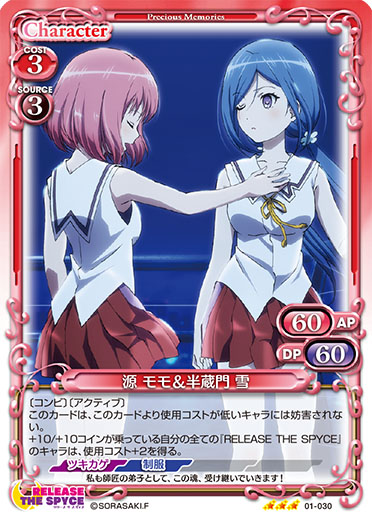 Precious Memories
Character
COST
3
SOURCE
3
60 AP
DP 60
源 モモ&半蔵門 雪
[コンビ] [アクティブ]
このカードは、このカードより使用コストが低いキャラには妨害されな
い。
+10/+10コインが乗っている自分の全ての『RELEASE THE SPYCE』
のキャラは、使用コスト+2を得る。
ツキカゲ 制服
私も師匠の弟子として、この魂、受け継いでいきます!
RELEASE
THE SPYCE
©SORASAKI.F
01-030